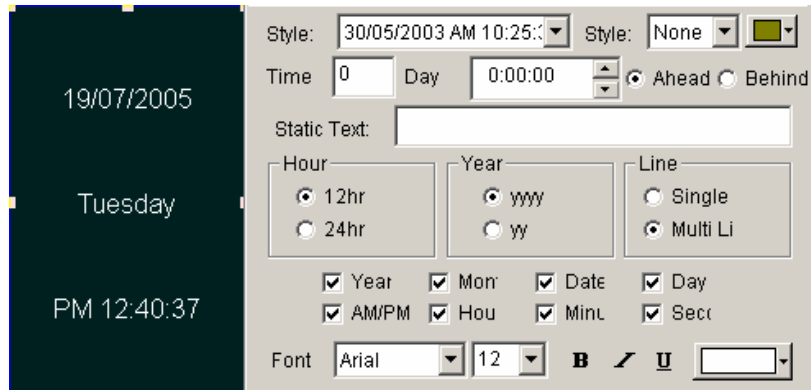 19/07/2005
Tuesday
PM 12:40:37
Style: 30/05/2003 AM 10:25: Style: None
Time 0 Day 0:00:00 Ahead Behind
Static Text:
Hour Year Line
12hr yyyy Single
24hr yy Multi Li
Year Mon Date Day
AM/PM Hou Minu Seco
Font Arial 12 B I U